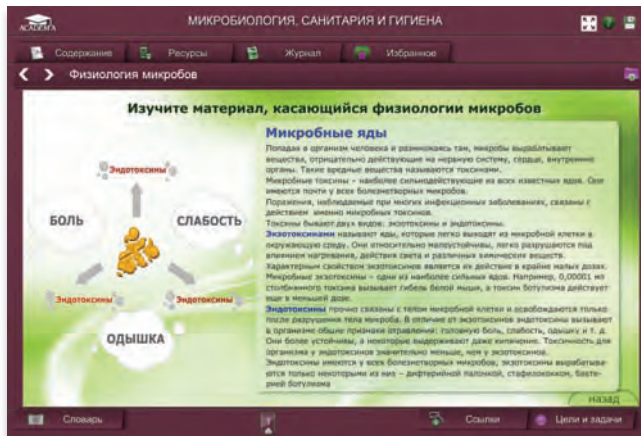 ACADEMA
МИКРОБИОЛОГИЯ, САНИТАРИЯ И ГИГИЕНА
Содержание
Ресурсы
Журнал
Избранное
Физиология микробов
Изучите материал, касающийся физиологии микробов
Эндотоксины
БОЛЬ
СЛАБОСТЬ
Эндотоксины
Эндотоксины
ОДЫШКА
Микробные яды
Попадая в организм человека и размножаясь там, микробы вырабатывают
вещества, отрицательно действующие на нервную систему, сердце, внутренние
органы. Такие вредные вещества называются токсинами.
Микробные токсины – наиболее сильнодействующие из всех известных ядов. Они
имеются почти у всех болезнетворных микробов.
Поражения, наблюдаемые при многих инфекционных заболеваниях, связаны с
действием именно микробных токсинов.
Токсины бывают двух видов: экзотоксины и эндотоксины.
Экзотоксинами называют яды, которые легко выходят из микробной клетки в
окружающую среду. Они относительно малоустойчивы, легко разрушаются под
влиянием нагревания, действия света и различных химических веществ.
Характерным свойством экзотоксинов является их действие в крайне малых дозах.
Микробные экзотоксины – одни из наиболее сильных ядов. Например, 0,00001 мл
столбнячного токсина вызывает гибель белой мыши, а токсин ботулизма действует
еще в меньшей дозе.
Эндотоксины прочно связаны с телом микробной клетки и освобождаются только
после разрушения тела микроба. В отличие от экзотоксинов эндотоксины вызывают
в организме общие признаки отравления: головную боль, слабость, одышку и т. д.
Они более устойчивы, а некоторые выдерживают даже кипячение. Токсичность для
организма у эндотоксинов значительно меньше, чем у экзотоксинов.
Эндотоксины имеются у всех болезнетворных микробов; экзотоксины вырабатыва-
ются только некоторыми из них – дифтерийной палочкой, стафилококком, бакте-
рией ботулизма
назад
Словарь
Ссылки
Цели и задачи